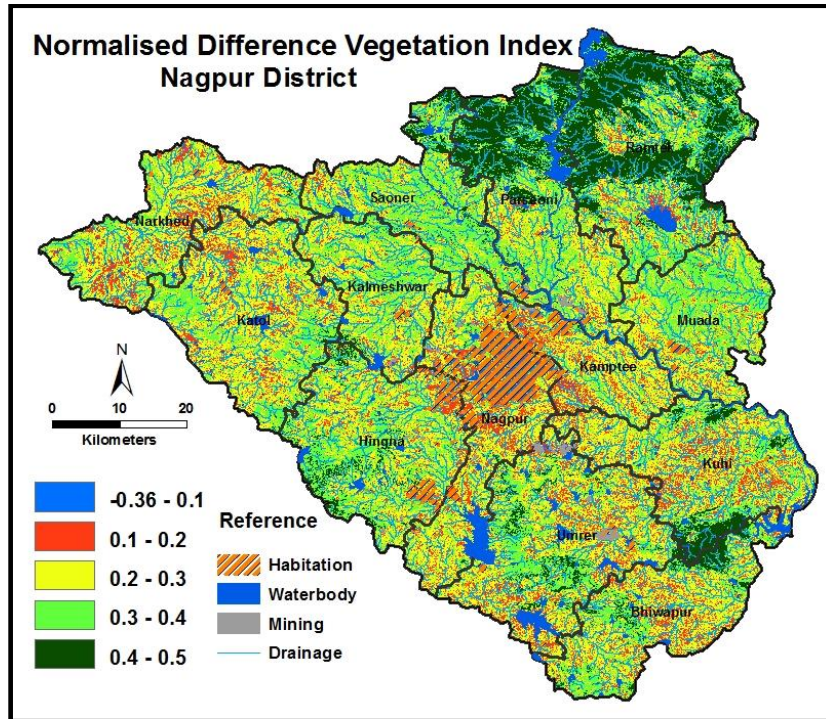 Normalised Difference Vegetation Index
Nagpur District
Ramtek
Saoner
Parseoni
Narkhed
Kalmeshwar
Katol
Muada
N
Kamptee
0 10 20
Kilometers
Nagpur
Hingna
Kuhi
Umrer
Bhiwapur
-0.36 - 0.1
0.1 - 0.2
0.2 - 0.3
0.3 - 0.4
0.4 - 0.5
Reference
Habitation
Waterbody
Mining
Drainage